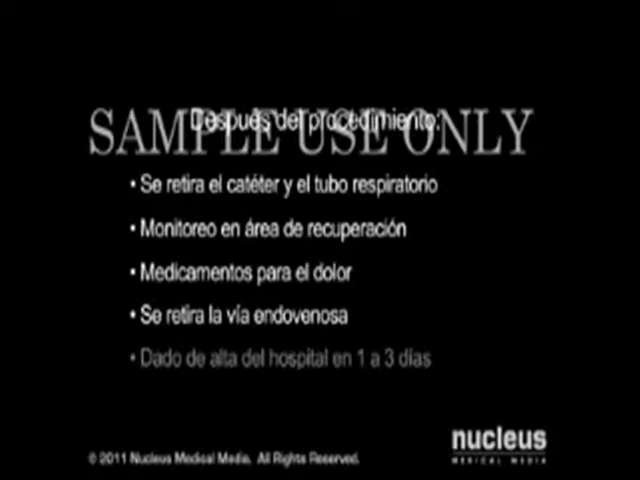 Después del procedimiento:
SAMPLE USE ONLY
• Se retira el catéter y el tubo respiratorio
• Monitoreo en área de recuperación
• Medicamentos para el dolor
• Se retira la vía endovenosa
• Dado de alta del hospital en 1 a 3 días
nucleus
MEDICAL MEDIA
© 2011 Nucleus Medical Media. All Rights Reserved.